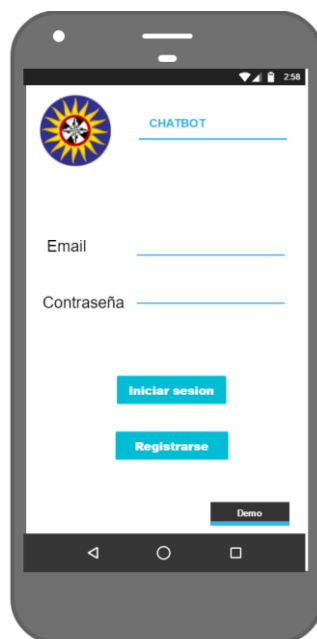 2:58
CHATBOT
Email
Contraseña
Iniciar sesion
Registrarse
Demo